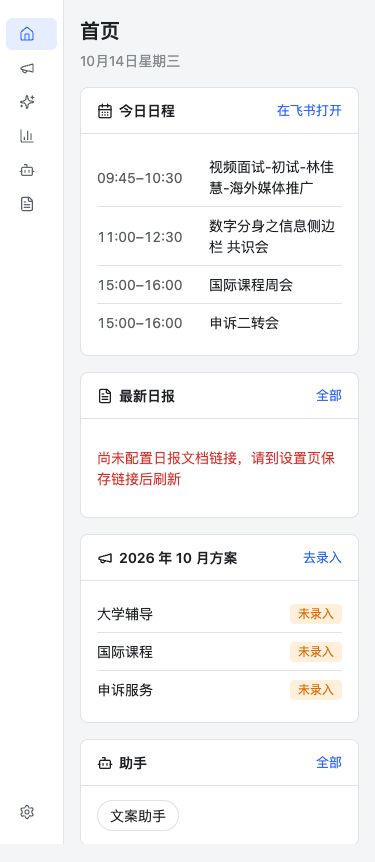 首页
10月14日星期三
今日日程
在飞书打开
09:45–10:30
视频面试-初试-林佳
慧-海外媒体推广
11:00–12:30
数字分身之信息侧边
栏 共识会
15:00–16:00
国际课程周会
15:00–16:00
申诉二转会
最新日报
全部
尚未配置日报文档链接，请到设置页保
存链接后刷新
2026 年 10 月方案
去录入
大学辅导
未录入
国际课程
未录入
申诉服务
未录入
助手
全部
文案助手